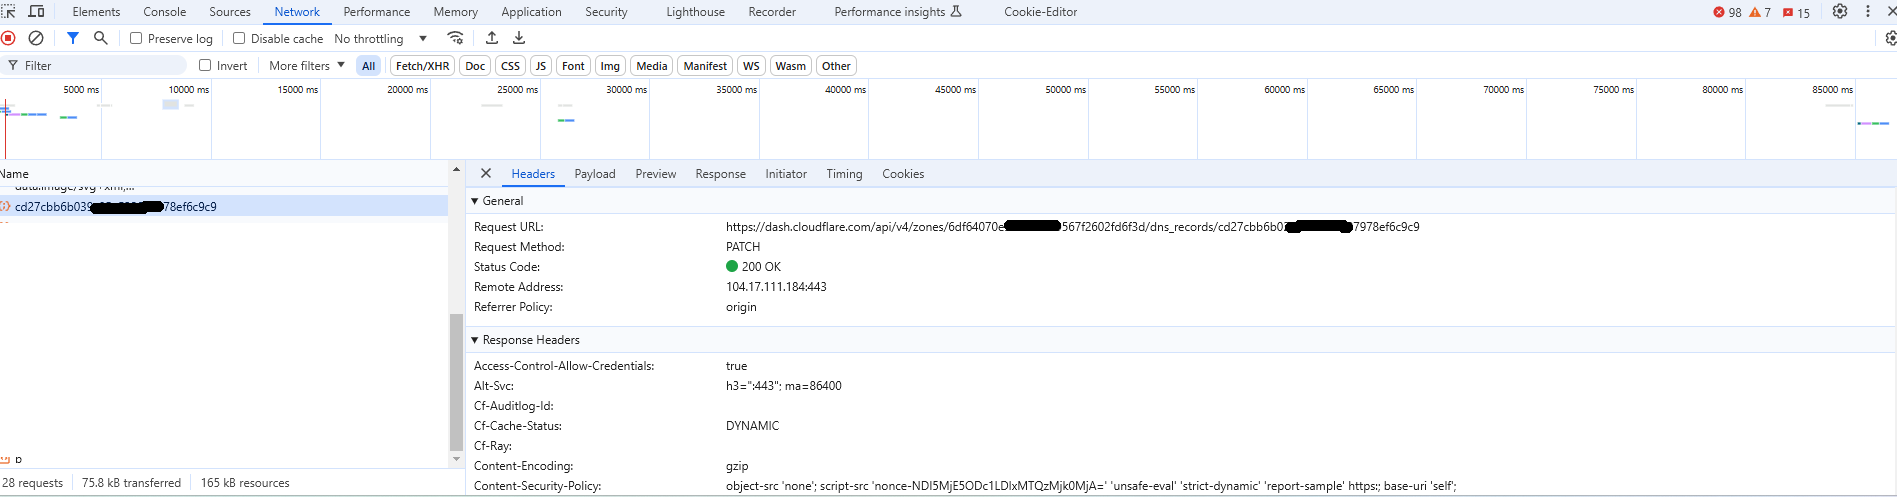 Elements Console Sources Network Performance Memory Application Security Lighthouse Recorder Performance insights Cookie-Editor 98 7 15
Preserve log Disable cache No throttling
Filter Invert More filters All Fetch/XHR Doc CSS JS Font Img Media Manifest WS Wasm Other
5000 ms 10000 ms 15000 ms 20000 ms 25000 ms 30000 ms 35000 ms 40000 ms 45000 ms 50000 ms 55000 ms 60000 ms 65000 ms 70000 ms 75000 ms 80000 ms 85000 ms
Name
data:image/svg+xml,...
cd27cbb6b039 78ef6c9c9
b
28 requests 75.8 kB transferred 165 kB resources
Headers Payload Preview Response Initiator Timing Cookies
General
Request URL: https://dash.cloudflare.com/api/v4/zones/6df64070e 567f2602fd6f3d/dns_records/cd27cbb6b0 7978ef6c9c9
Request Method: PATCH
Status Code: 200 OK
Remote Address: 104.17.111.184:443
Referrer Policy: origin
Response Headers
Access-Control-Allow-Credentials: true
Alt-Svc: h3=":443"; ma=86400
Cf-Auditlog-Id:
Cf-Cache-Status: DYNAMIC
Cf-Ray:
Content-Encoding: gzip
Content-Security-Policy: object-src 'none'; script-src 'nonce-NDI5MjE5ODc1LDIxMTQzMjk0MjA=' 'unsafe-eval' 'strict-dynamic' 'report-sample' https:; base-uri 'self';